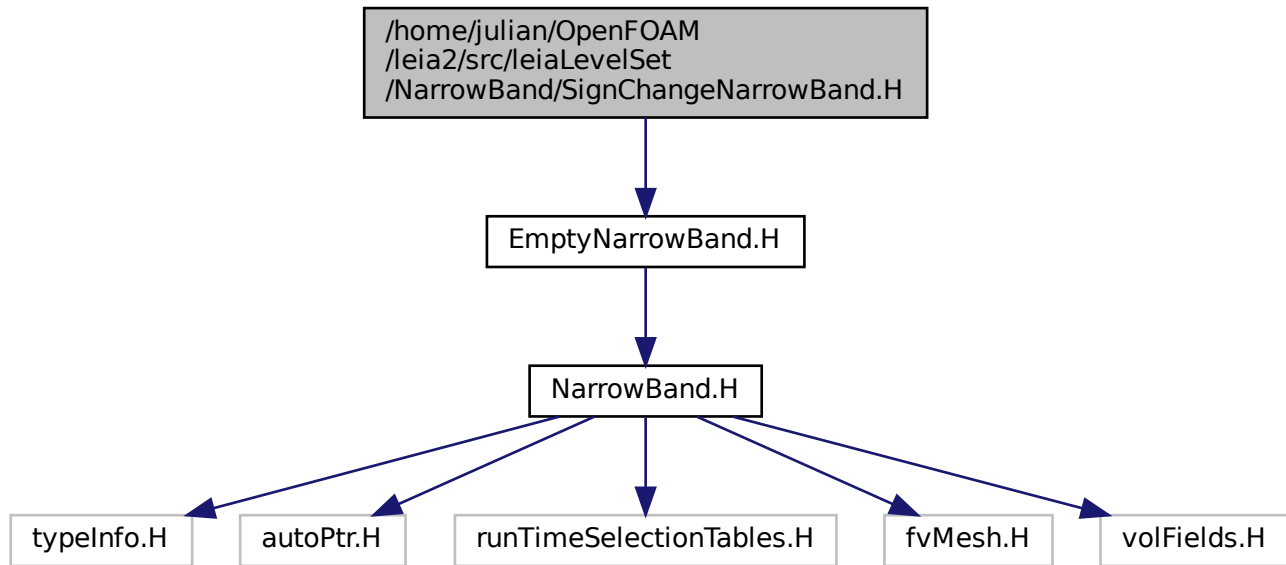 /home/julian/OpenFOAM
/leia2/src/leiaLevelSet
/NarrowBand/SignChangeNarrowBand.H
EmptyNarrowBand.H
NarrowBand.H
typeInfo.H
autoPtr.H
runTimeSelectionTables.H
fvMesh.H
volFields.H